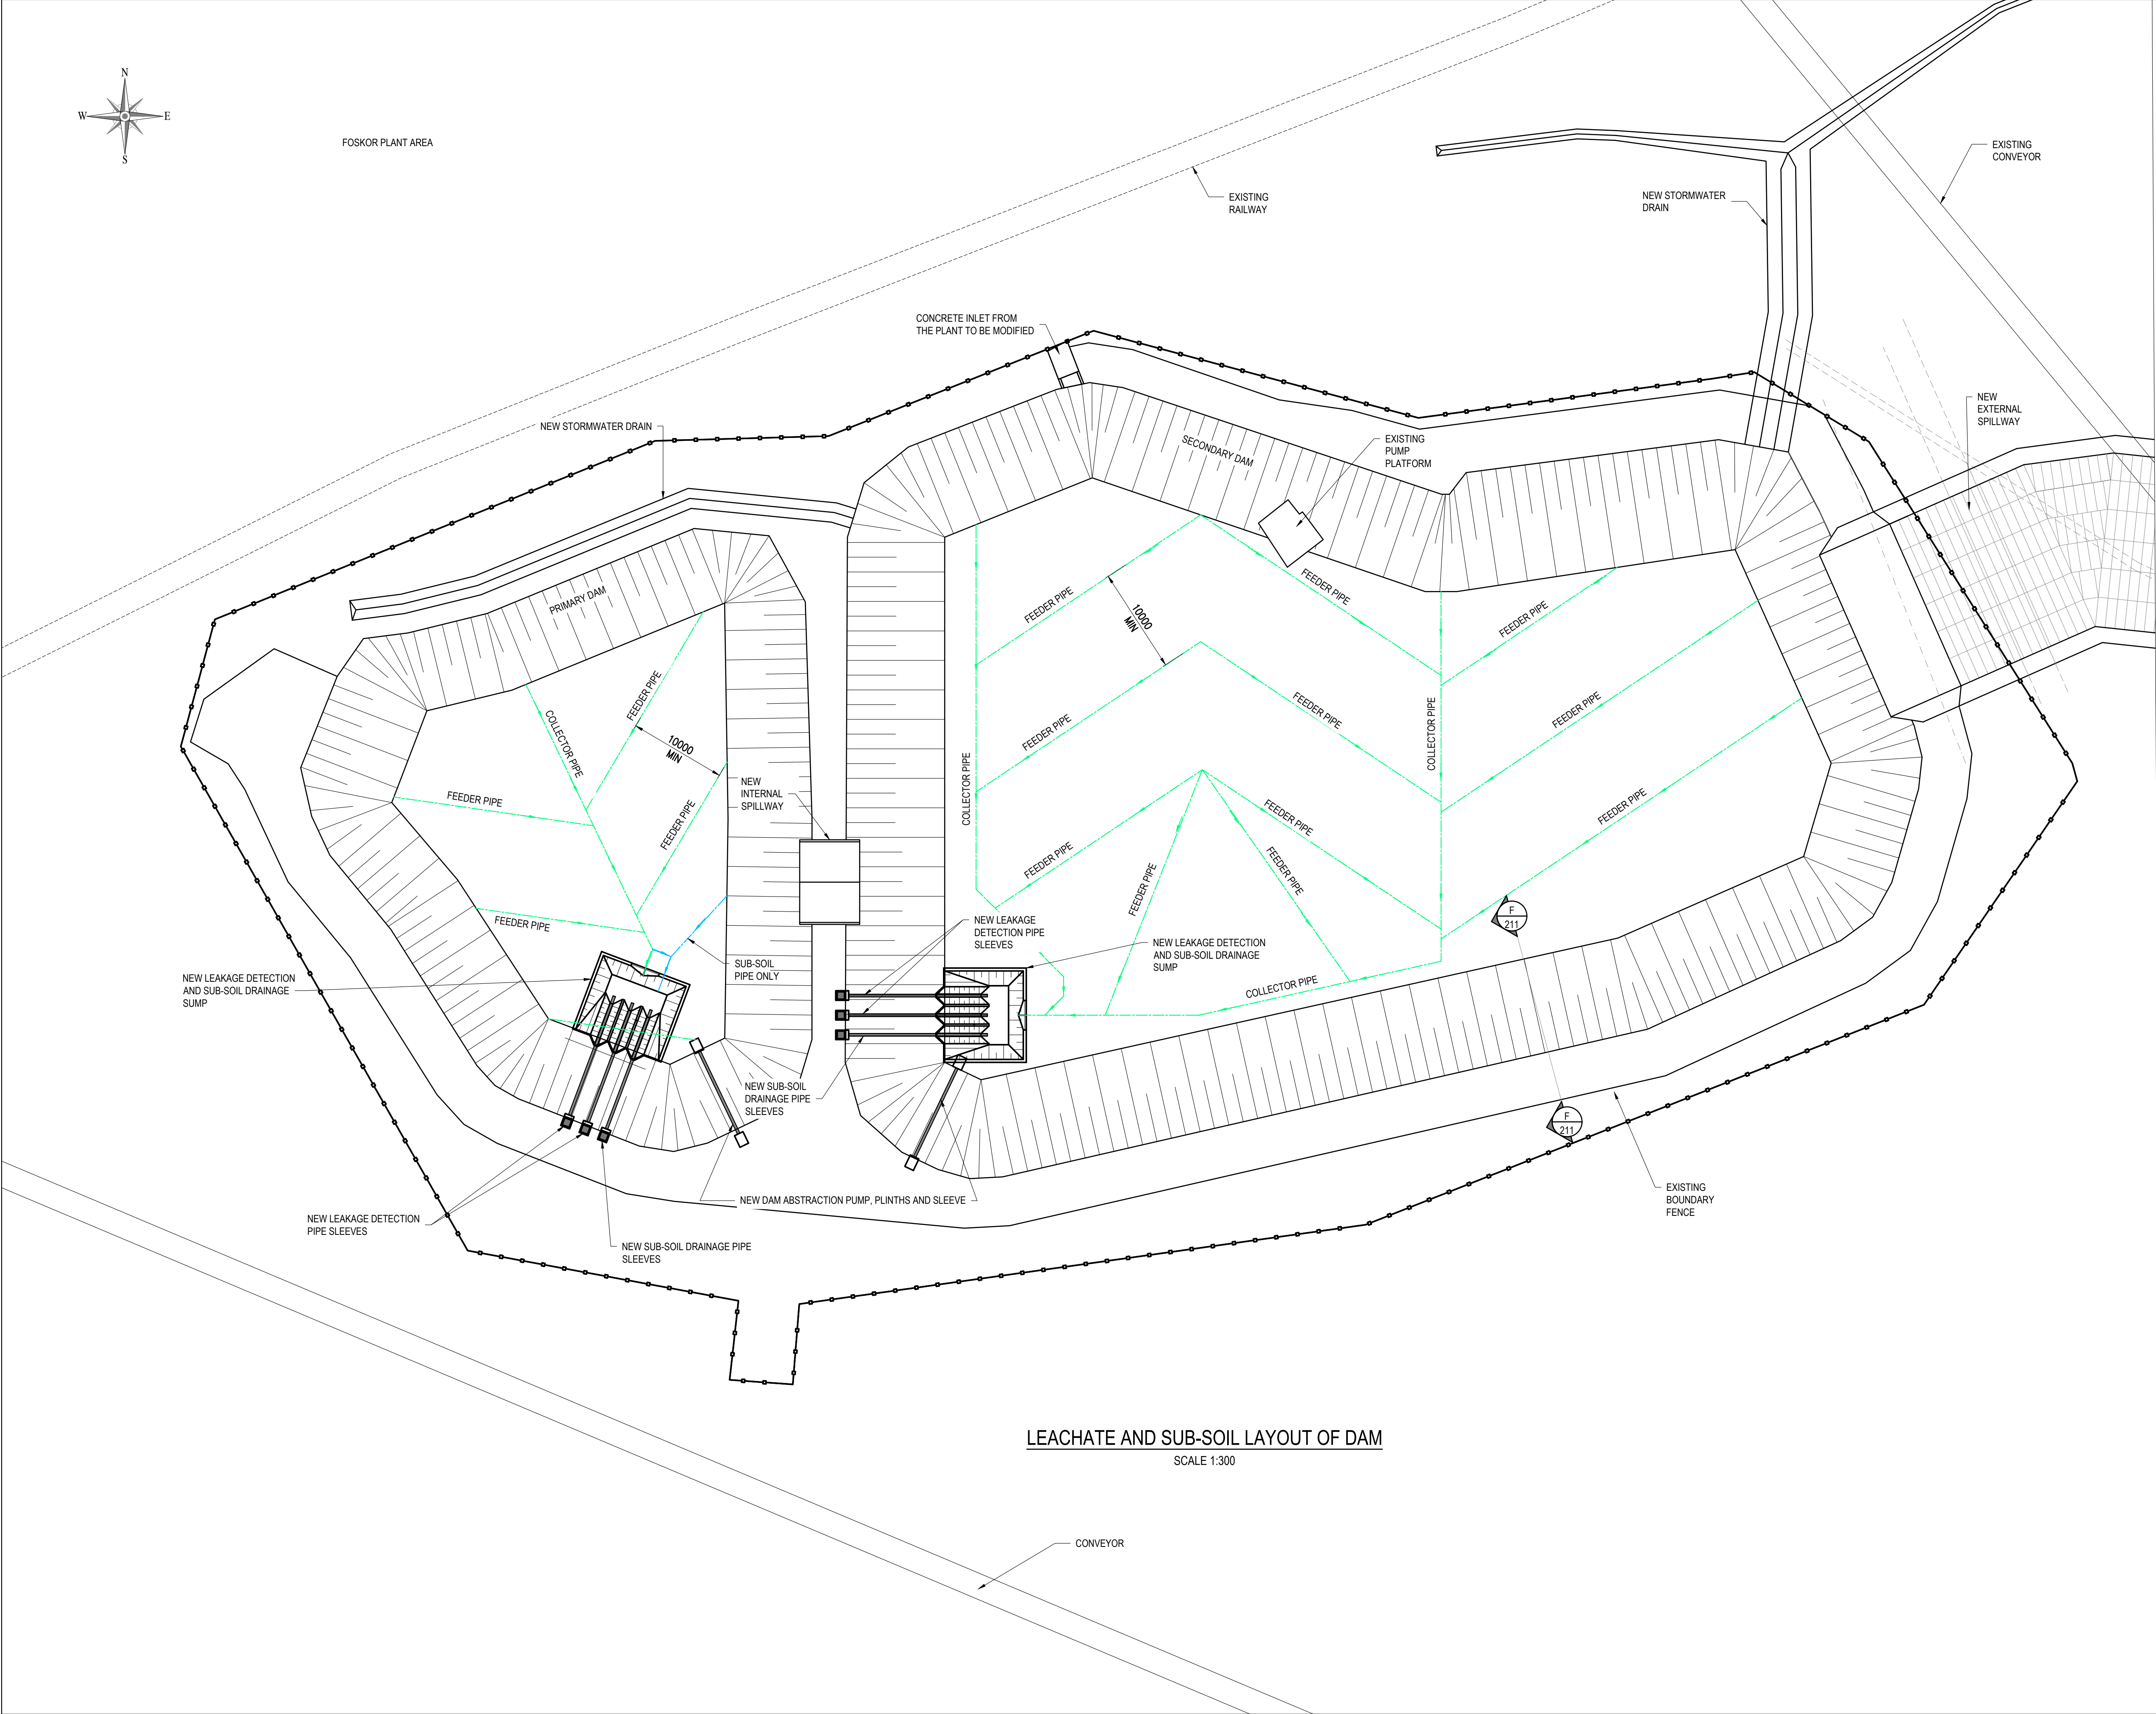 N
W
E
S
FOSKOR PLANT AREA
EXISTING
RAILWAY
NEW STORMWATER
DRAIN
EXISTING
CONVEYOR
CONCRETE INLET FROM
THE PLANT TO BE MODIFIED
NEW STORMWATER DRAIN
SECONDARY DAM
EXISTING
PUMP
PLATFORM
NEW
EXTERNAL
SPILLWAY
PRIMARY DAM
FEEDER PIPE
10000
MIN
FEEDER PIPE
FEEDER PIPE
COLLECTOR PIPE
FEEDER PIPE
10000
MIN
FEEDER PIPE
FEEDER PIPE
COLLECTOR PIPE
FEEDER PIPE
FEEDER PIPE
FEEDER PIPE
NEW
INTERNAL
SPILLWAY
COLLECTOR PIPE
FEEDER PIPE
FEEDER PIPE
FEEDER PIPE
FEEDER PIPE
FEEDER PIPE
FEEDER PIPE
NEW LEAKAGE
DETECTION PIPE
SLEEVES
F
211
NEW LEAKAGE DETECTION
AND SUB-SOIL DRAINAGE
SUMP
SUB-SOIL
PIPE ONLY
NEW LEAKAGE DETECTION
AND SUB-SOIL DRAINAGE
SUMP
COLLECTOR PIPE
NEW SUB-SOIL
DRAINAGE PIPE
SLEEVES
F
211
NEW DAM ABSTRACTION PUMP, PLINTHS AND SLEEVE
EXISTING
BOUNDARY
FENCE
NEW LEAKAGE DETECTION
PIPE SLEEVES
NEW SUB-SOIL DRAINAGE PIPE
SLEEVES
LEACHATE AND SUB-SOIL LAYOUT OF DAM
SCALE 1:300
CONVEYOR